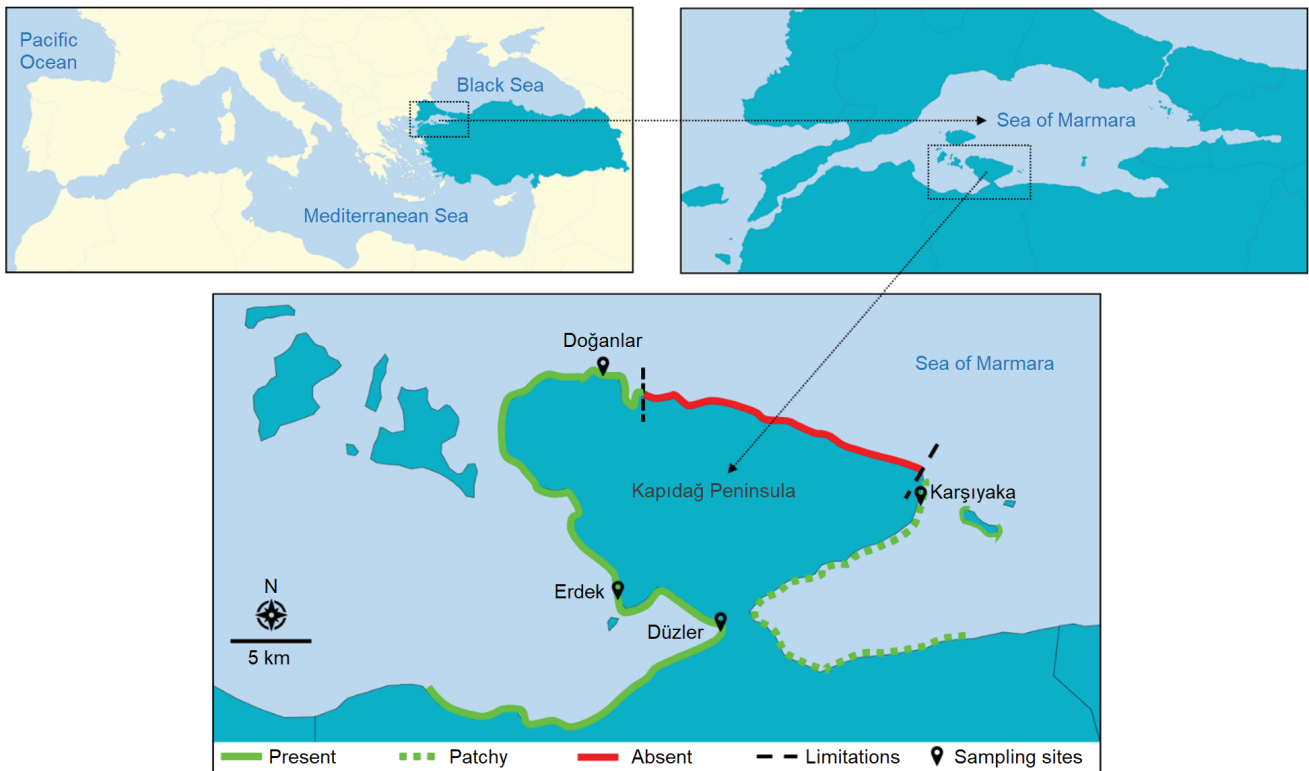 Pacific
Ocean
Black Sea
Mediterranean Sea
Sea of Marmara
Doğanlar
Sea of Marmara
Kapıdağ Peninsula
Karşıyaka
Erdek
Düzler
N
5 km
Present
Patchy
Absent
Limitations
Sampling sites